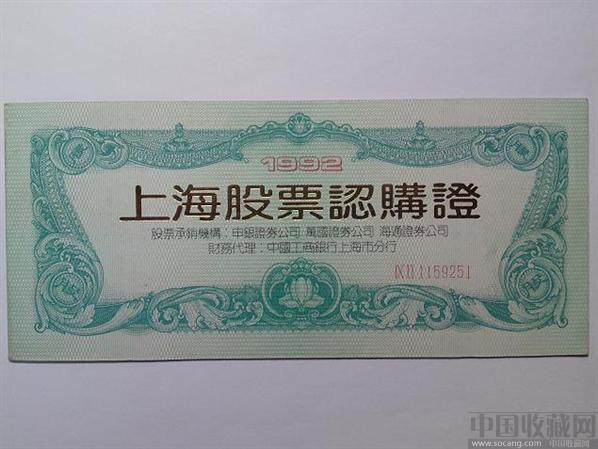 1992
上海股票認購證
股票承銷機構：申銀證券公司 萬國證券公司 海通證券公司
財務代理：中國工商銀行上海市分行
1159251
中国收藏网
www.socang.com 中国收藏网